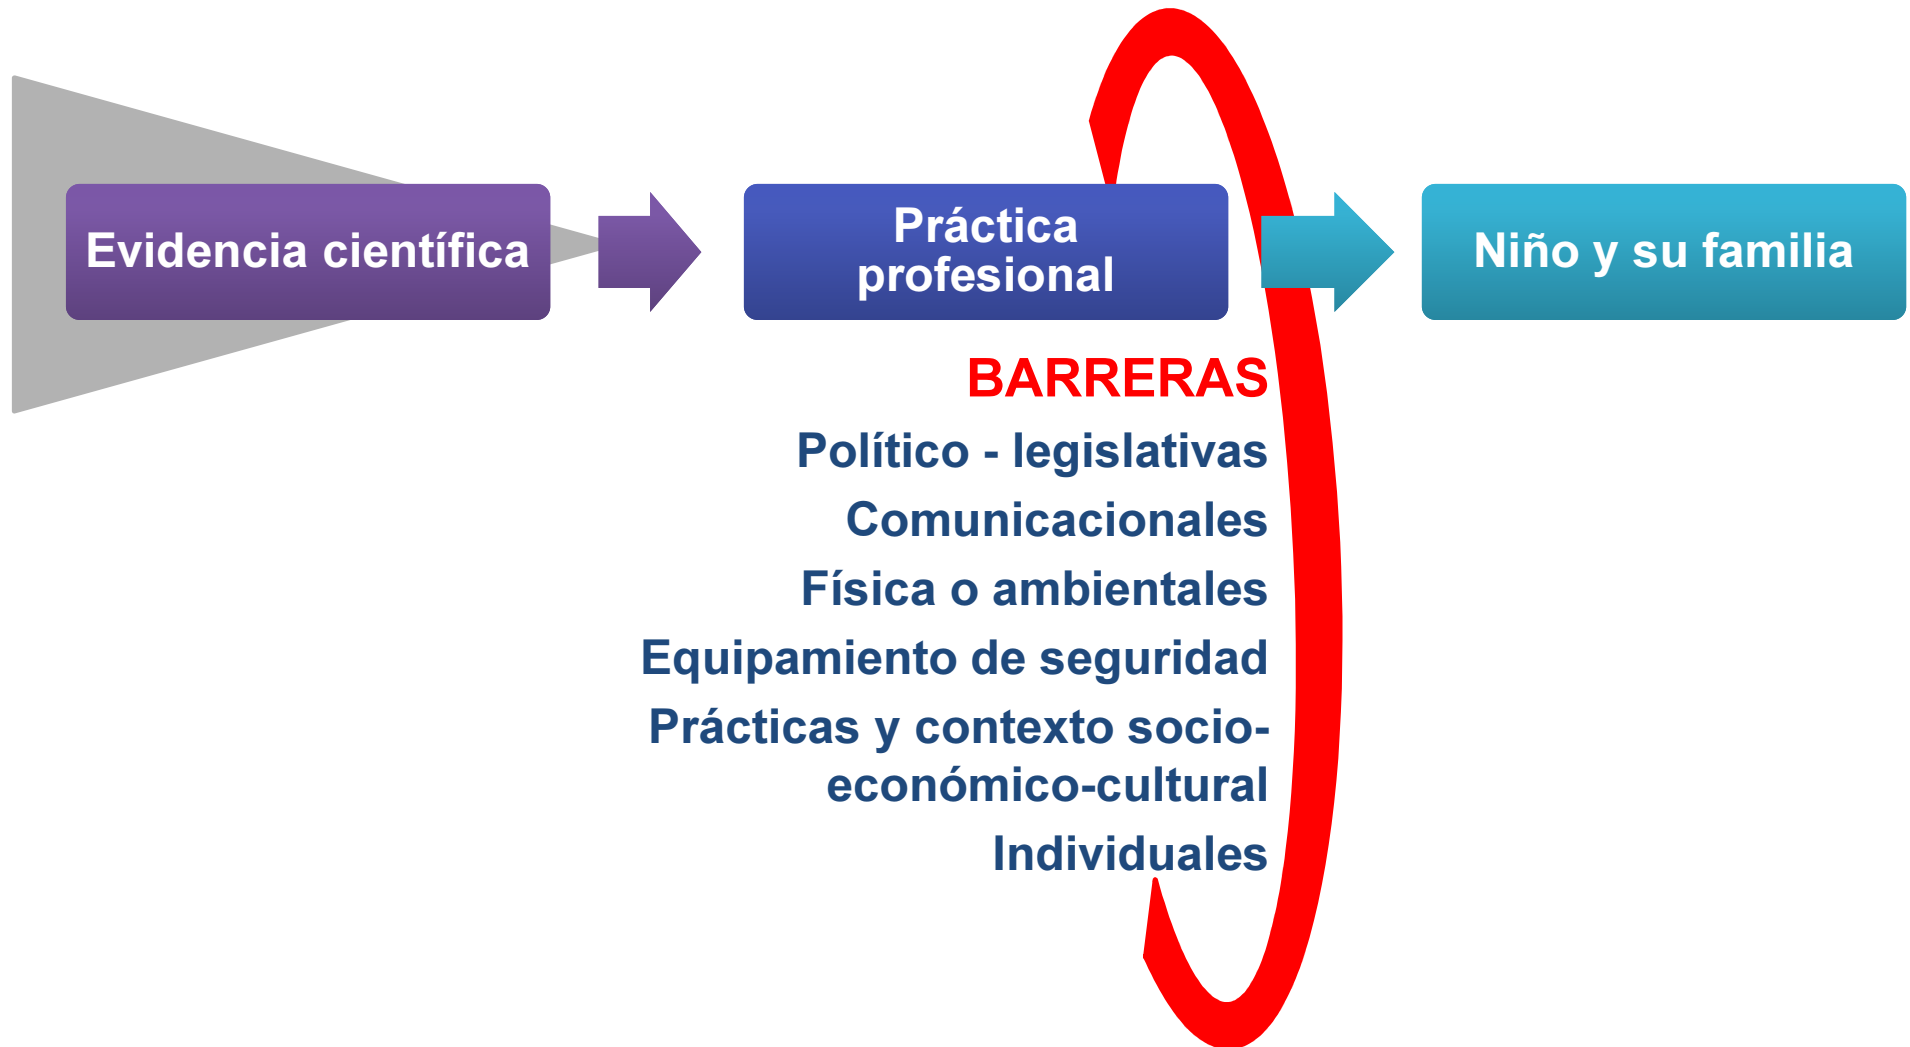 Evidencia científica
Práctica
profesional
Niño y su familia
BARRERAS
Político - legislativas
Comunicacionales
Física o ambientales
Equipamiento de seguridad
Prácticas y contexto socio-
económico-cultural
Individuales